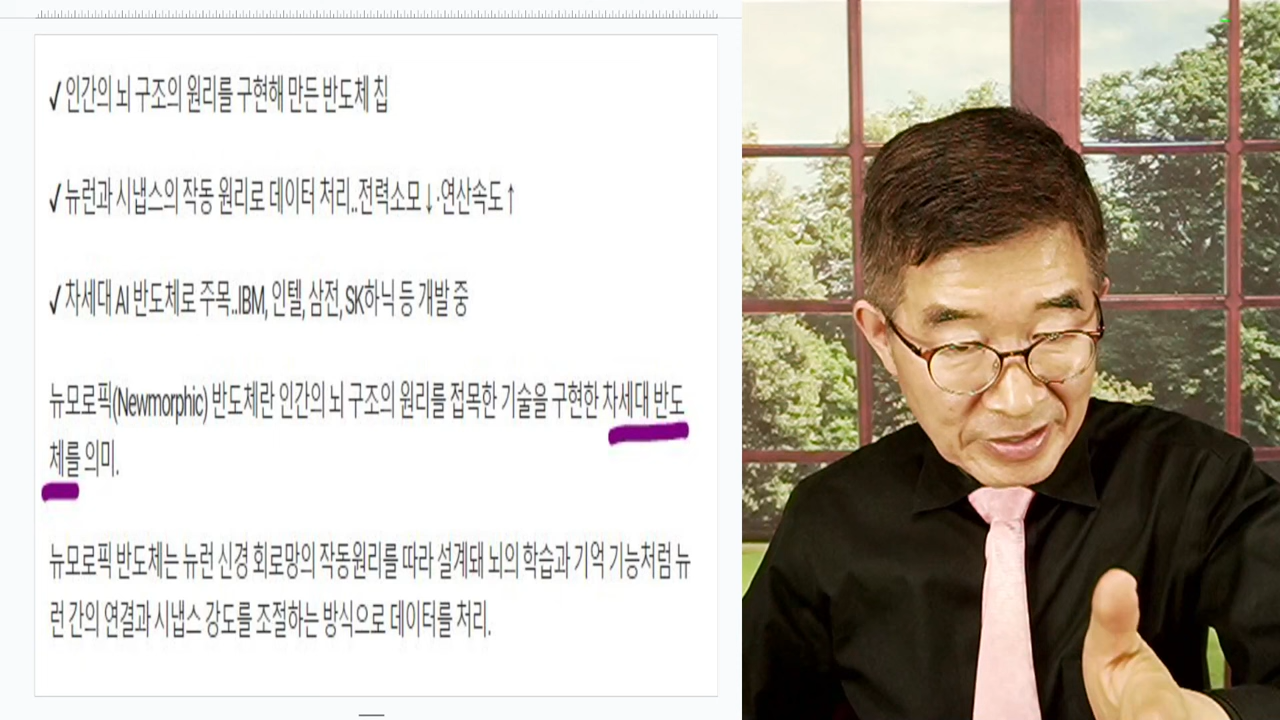 ✓ 인간의 뇌 구조의 원리를 구현해 만든 반도체 칩
✓ 뉴런과 시냅스의 작동 원리로 데이터 처리..전력소모↓·연산속도↑
✓ 차세대 AI 반도체로 주목..IBM, 인텔, 삼전, SK하닉 등 개발 중
뉴모로픽(Newmorphic) 반도체란 인간의 뇌 구조의 원리를 접목한 기술을 구현한 차세대 반도
체를 의미.
뉴모로픽 반도체는 뉴런 신경 회로망의 작동원리를 따라 설계돼 뇌의 학습과 기억 기능처럼 뉴
런 간의 연결과 시냅스 강도를 조절하는 방식으로 데이터를 처리.